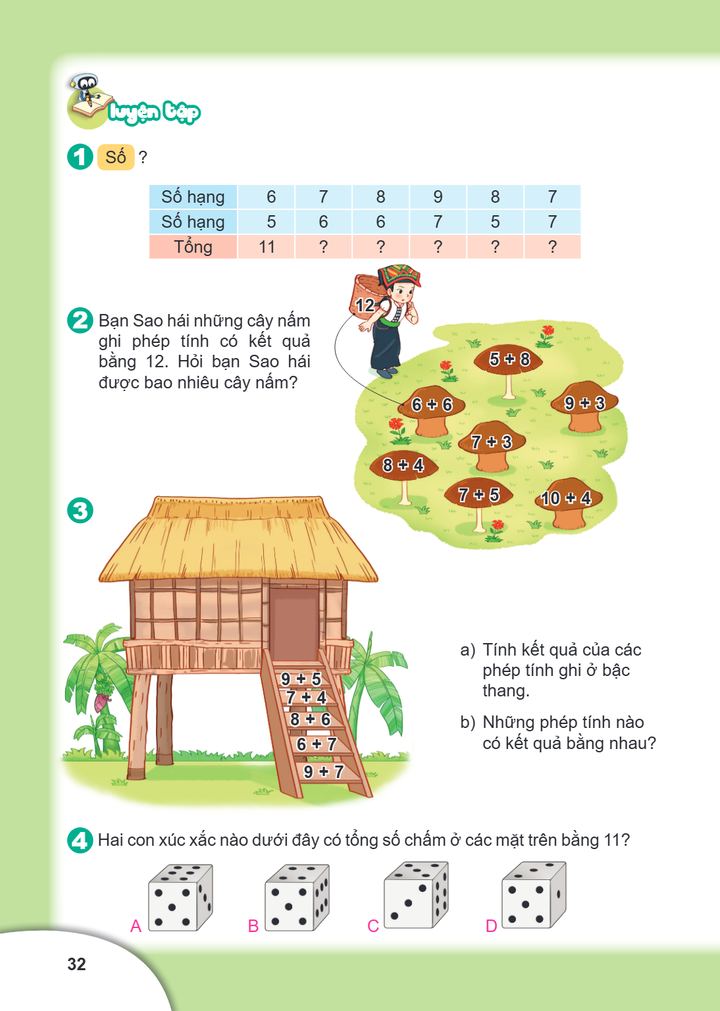 Luyện tập
1 Số ?
Số hạng 6 7 8 9 8 7
Số hạng 5 6 6 7 5 7
Tổng 11 ? ? ? ? ?
2 Bạn Sao hái những cây nấm
ghi phép tính có kết quả
bằng 12. Hỏi bạn Sao hái
được bao nhiêu cây nấm?
12
5 + 8
6 + 6
9 + 3
7 + 3
8 + 4
7 + 5
10 + 4
3
9 + 5
7 + 4
8 + 6
6 + 7
9 + 7
a) Tính kết quả của các
phép tính ghi ở bậc
thang.
b) Những phép tính nào
có kết quả bằng nhau?
4 Hai con xúc xắc nào dưới đây có tổng số chấm ở các mặt trên bằng 11?
A B C D
32